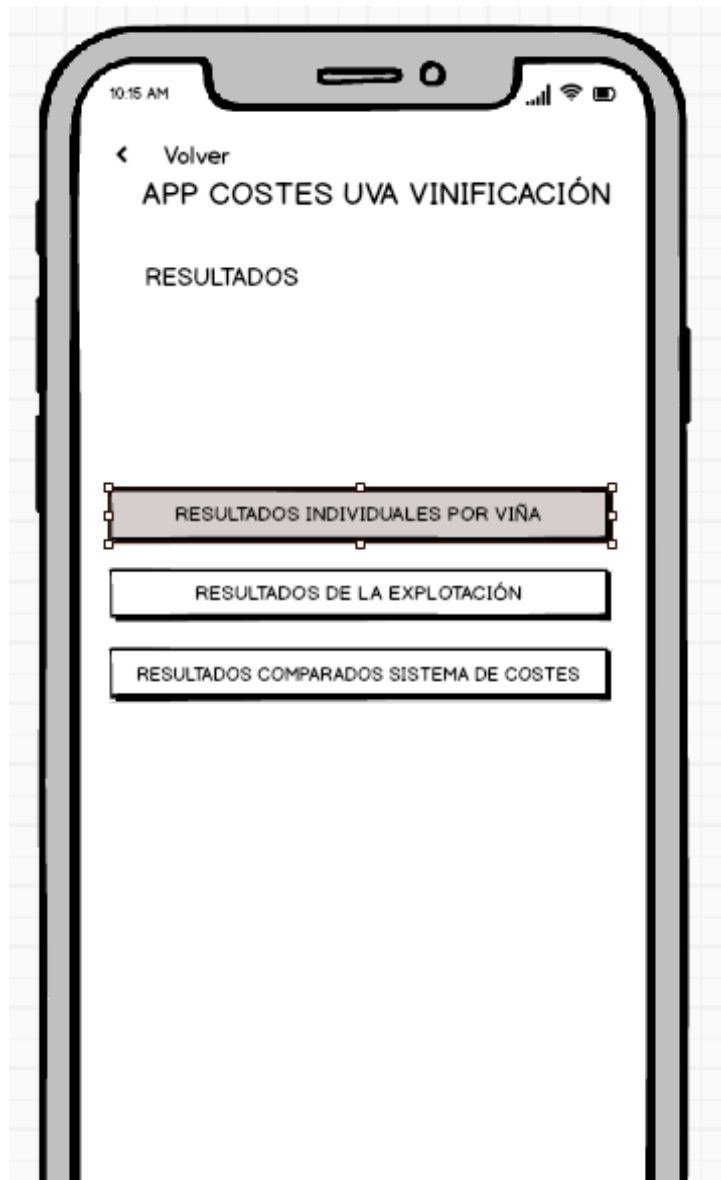 10:15 AM
Volver
APP COSTES UVA VINIFICACIÓN
RESULTADOS
RESULTADOS INDIVIDUALES POR VIÑA
RESULTADOS DE LA EXPLOTACIÓN
RESULTADOS COMPARADOS SISTEMA DE COSTES